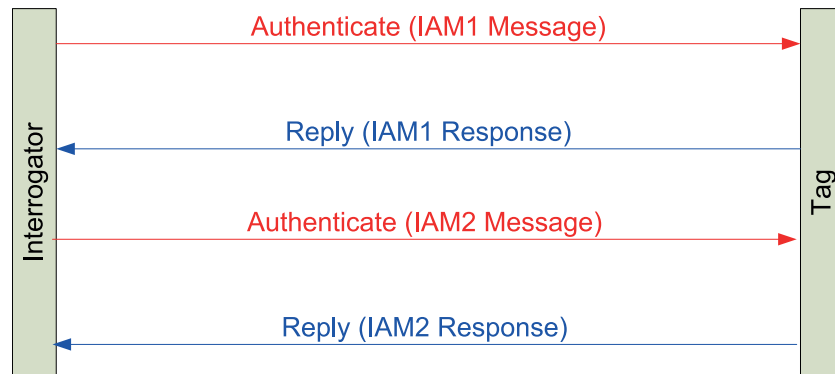 Authenticate (IAM1 Message)
Reply (IAM1 Response)
Interrogator
Tag
Authenticate (IAM2 Message)
Reply (IAM2 Response)